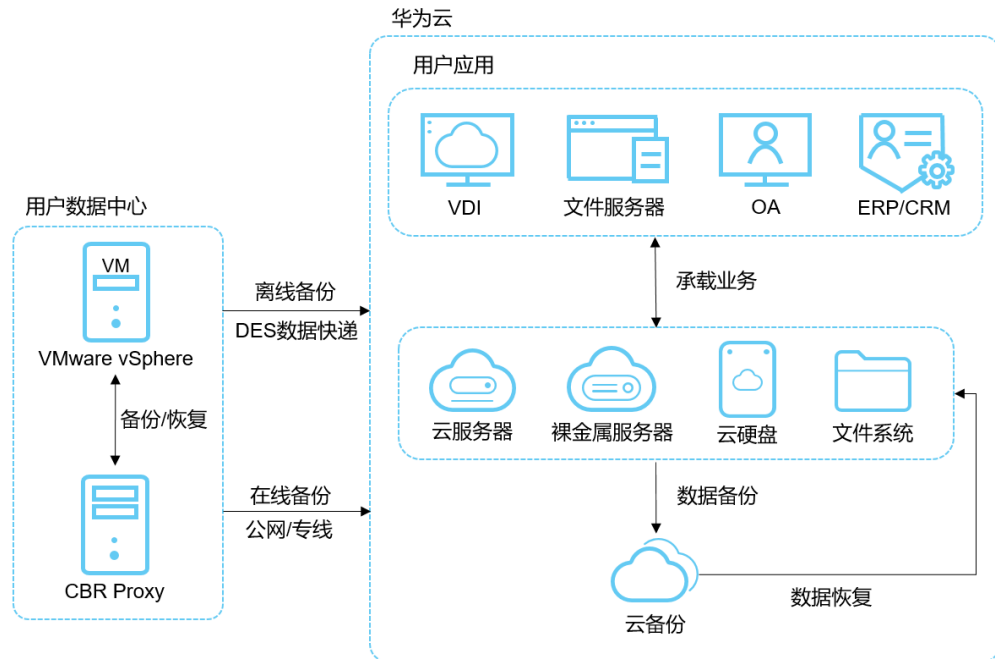 华为云
用户应用
VDI
文件服务器
OA
ERP/CRM
用户数据中心
VM
VMware vSphere
备份/恢复
CBR Proxy
离线备份
DES数据快递
在线备份
公网/专线
承载业务
云服务器
裸金属服务器
云硬盘
文件系统
数据备份
云备份
数据恢复